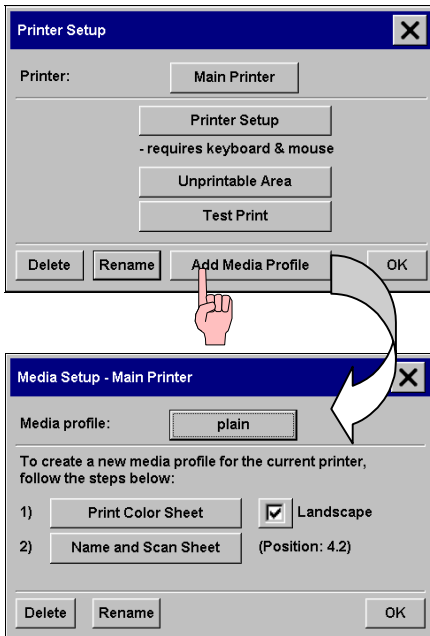 Printer Setup
Printer: Main Printer
Printer Setup
- requires keyboard & mouse
Unprintable Area
Test Print
Delete Rename Add Media Profile OK
Media Setup - Main Printer
Media profile: plain
To create a new media profile for the current printer,
follow the steps below:
1) Print Color Sheet Landscape
2) Name and Scan Sheet (Position: 4.2)
Delete Rename OK